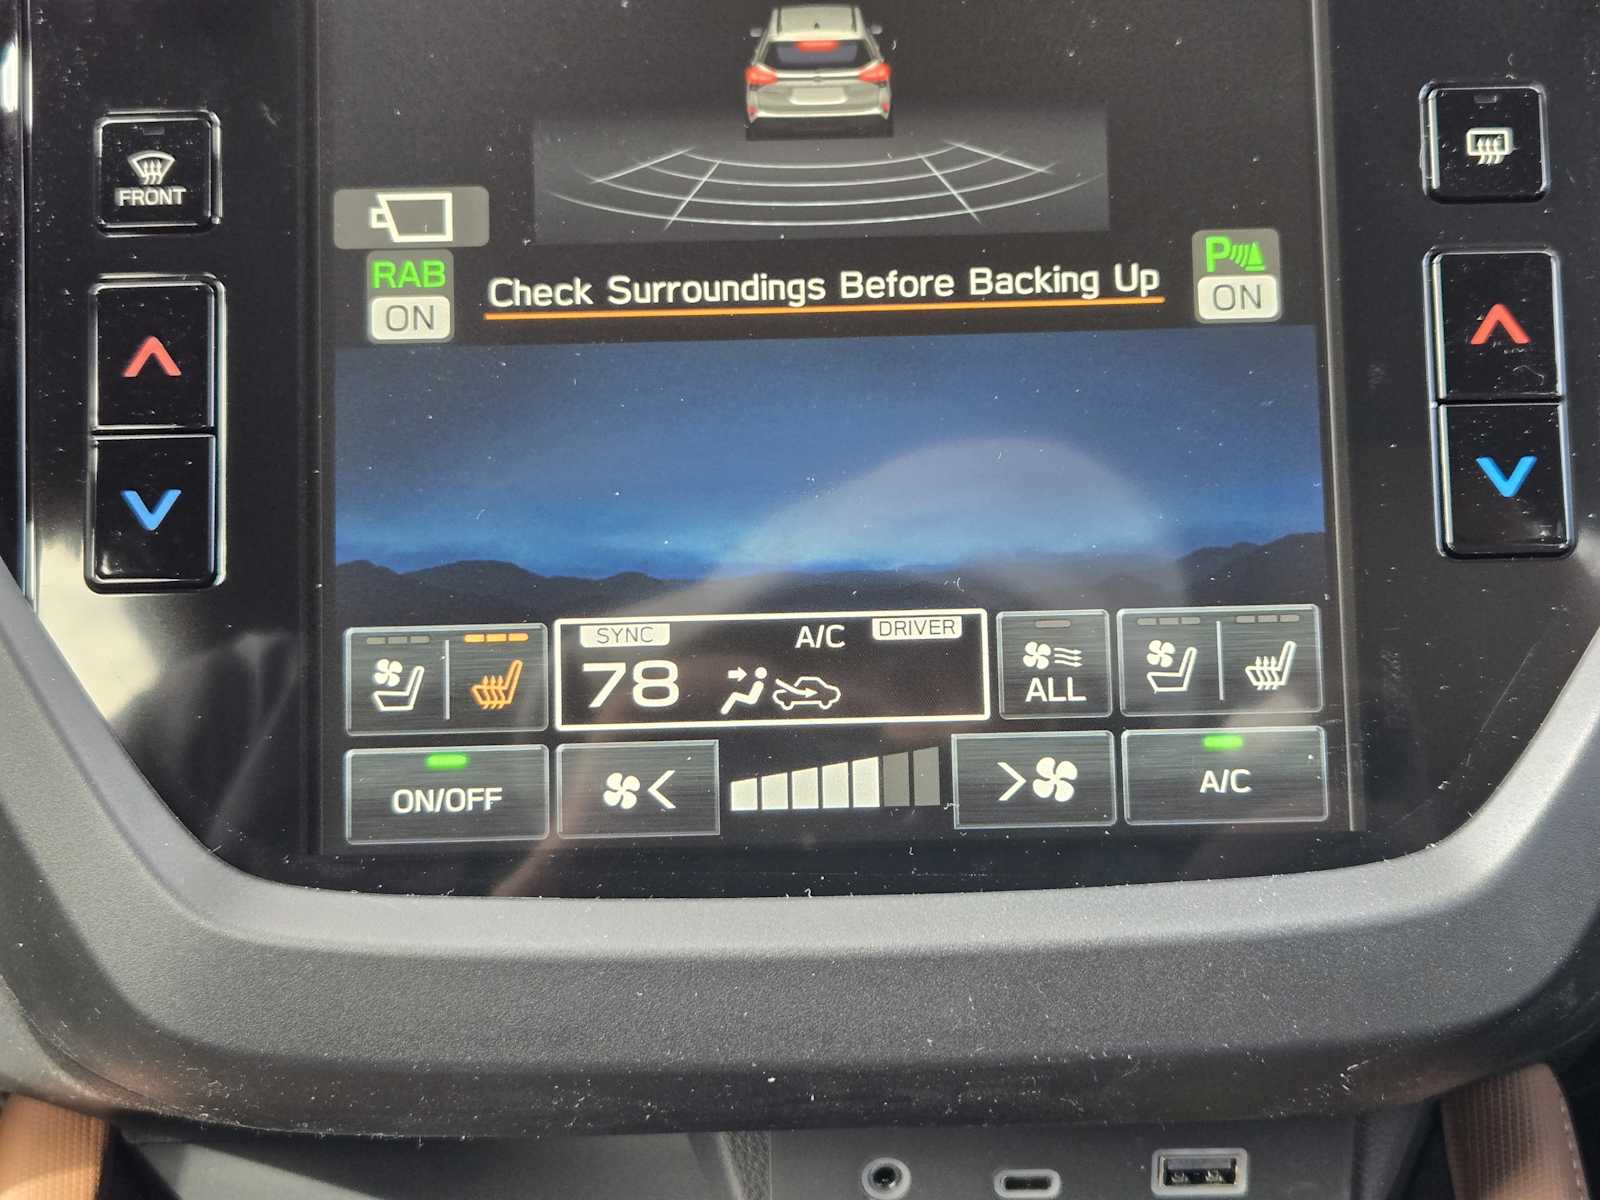 FRONT
RAB
ON
Check Surroundings Before Backing Up
P
ON
SYNC
A/C
DRIVER
78
ALL
ON/OFF
A/C